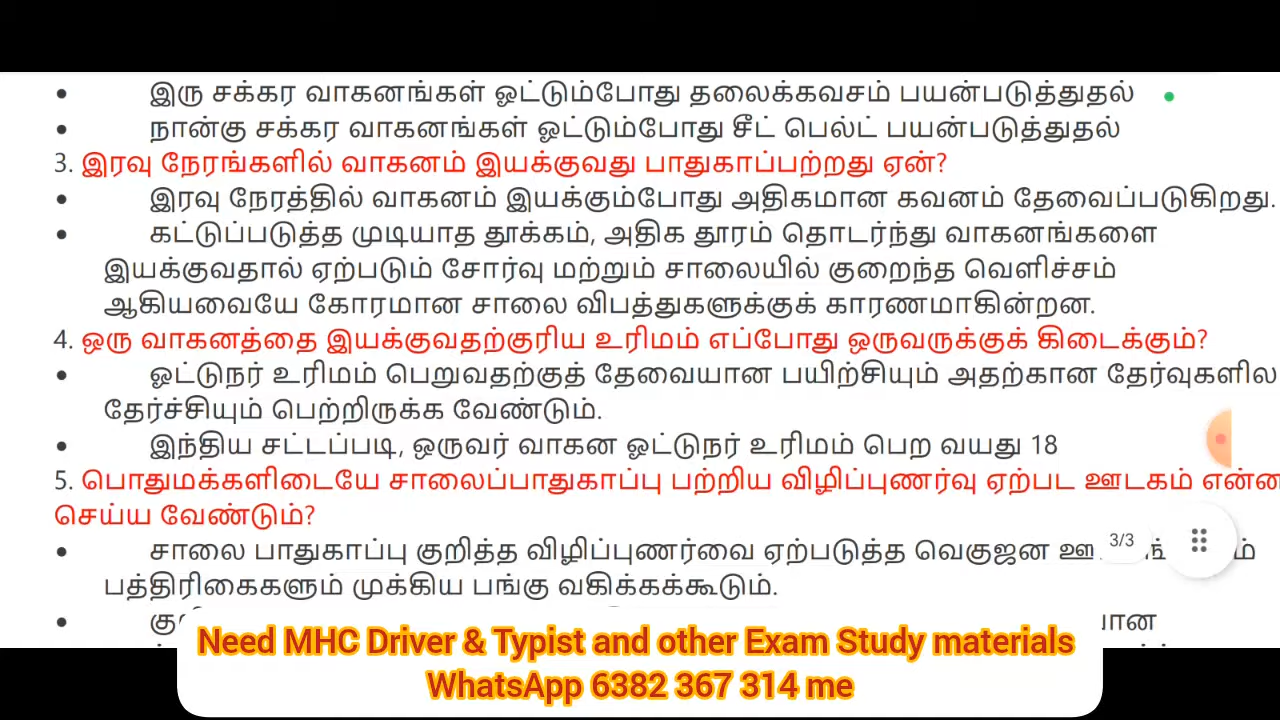 • இரு சக்கர வாகனங்கள் ஓட்டும்போது தலைக்கவசம் பயன்படுத்துதல்
• நான்கு சக்கர வாகனங்கள் ஓட்டும்போது சீட் பெல்ட் பயன்படுத்துதல்
3. இரவு நேரங்களில் வாகனம் இயக்குவது பாதுகாப்பற்றது ஏன்?
• இரவு நேரத்தில் வாகனம் இயக்கும்போது அதிகமான கவனம் தேவைப்படுகிறது.
• கட்டுப்படுத்த முடியாத தூக்கம், அதிக தூரம் தொடர்ந்து வாகனங்களை
இயக்குவதால் ஏற்படும் சோர்வு மற்றும் சாலையில் குறைந்த வெளிச்சம்
ஆகியவையே கோரமான சாலை விபத்துகளுக்குக் காரணமாகின்றன.
4. ஒரு வாகனத்தை இயக்குவதற்குரிய உரிமம் எப்போது ஒருவருக்குக் கிடைக்கும்?
• ஓட்டுநர் உரிமம் பெறுவதற்குத் தேவையான பயிற்சியும் அதற்கான தேர்வுகளில
தேர்ச்சியும் பெற்றிருக்க வேண்டும்.
• இந்திய சட்டப்படி, ஒருவர் வாகன ஓட்டுநர் உரிமம் பெற வயது 18
5. பொதுமக்களிடையே சாலைப்பாதுகாப்பு பற்றிய விழிப்புணர்வு ஏற்பட ஊடகம் என்ன
செய்ய வேண்டும்?
• சாலை பாதுகாப்பு குறித்த விழிப்புணர்வை ஏற்படுத்த வெகுஜன
3/3
பத்திரிகைகளும் முக்கிய பங்கு வகிக்கக்கூடும்.
Need MHC Driver & Typist and other Exam Study materials
WhatsApp 6382 367 314 me